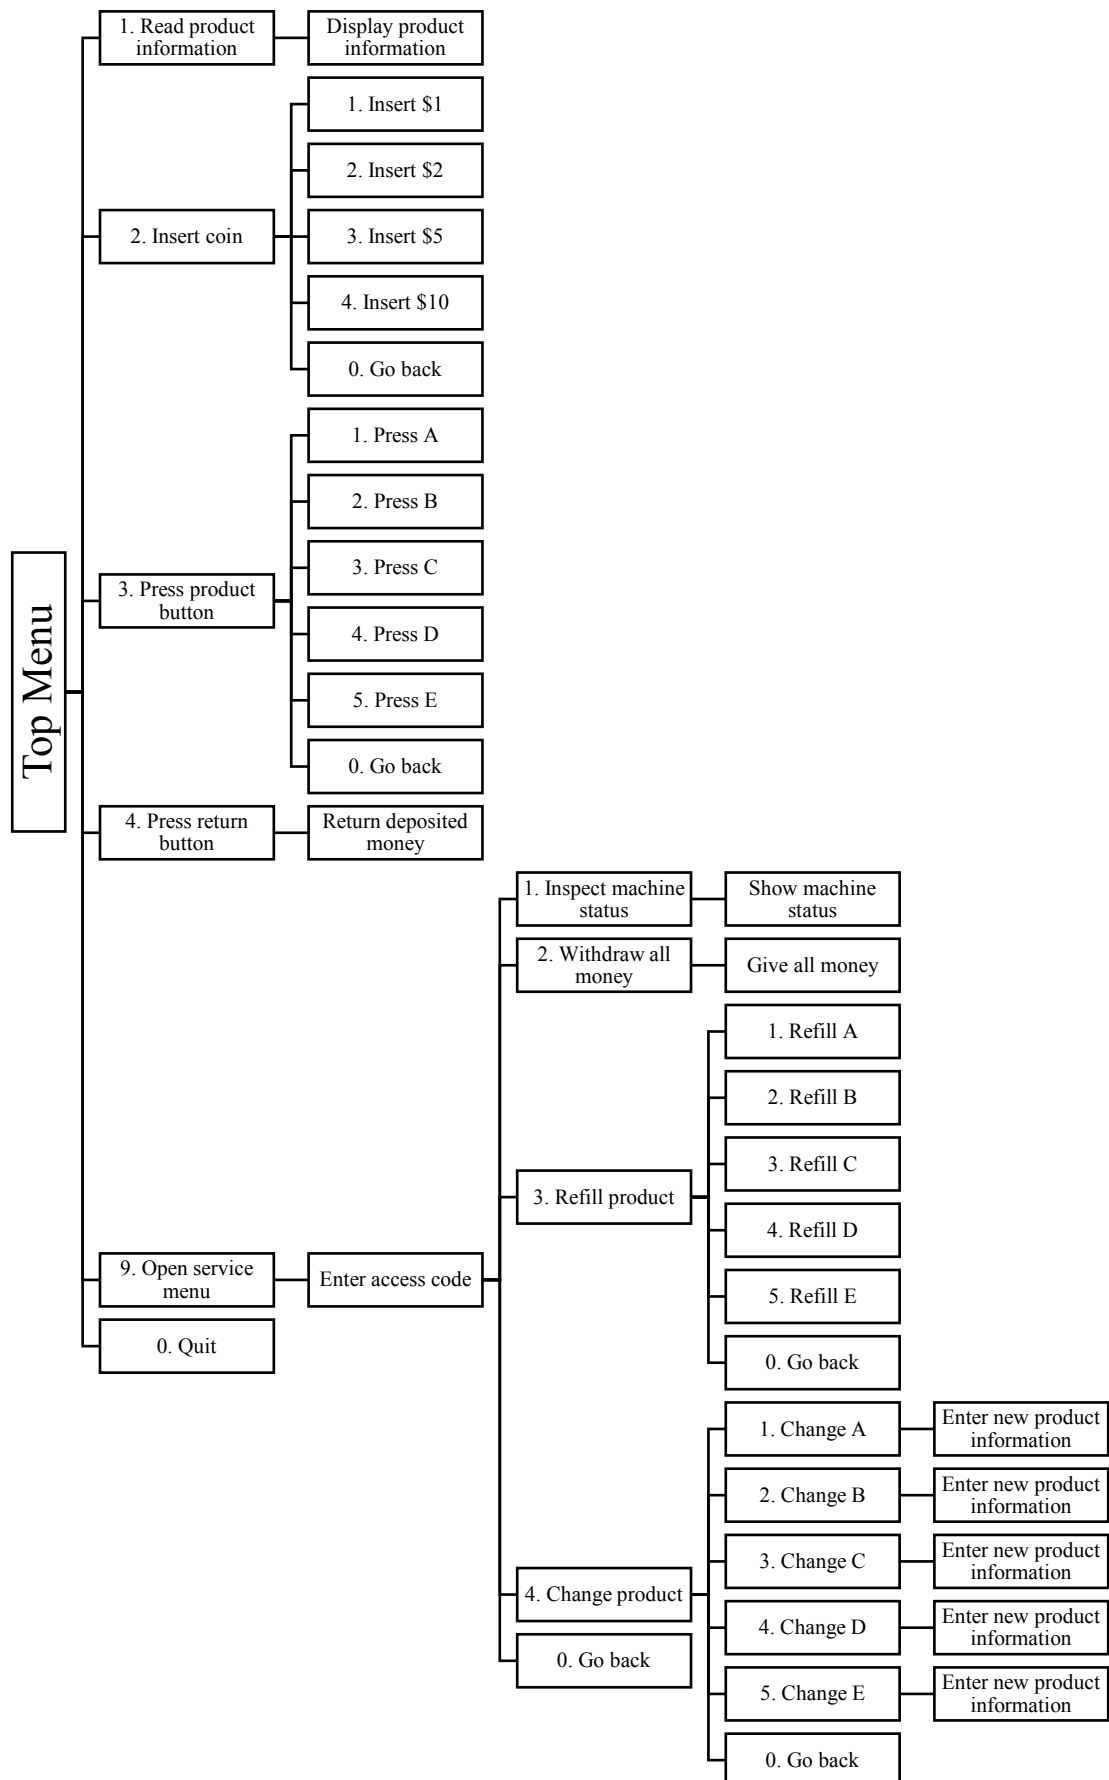 1. Read product
information
Display product
information
1. Insert $1
2. Insert $2
2. Insert coin
3. Insert $5
4. Insert $10
0. Go back
1. Press A
2. Press B
3. Press C
3. Press product
button
4. Press D
5. Press E
0. Go back
Top Menu
4. Press return
button
Return deposited
money
1. Inspect machine
status
Show machine
status
2. Withdraw all
money
Give all money
1. Refill A
2. Refill B
3. Refill C
3. Refill product
4. Refill D
5. Refill E
0. Go back
9. Open service
menu
Enter access code
0. Quit
1. Change A
Enter new product
information
2. Change B
Enter new product
information
3. Change C
Enter new product
information
4. Change product
4. Change D
Enter new product
information
5. Change E
Enter new product
information
0. Go back
0. Go back